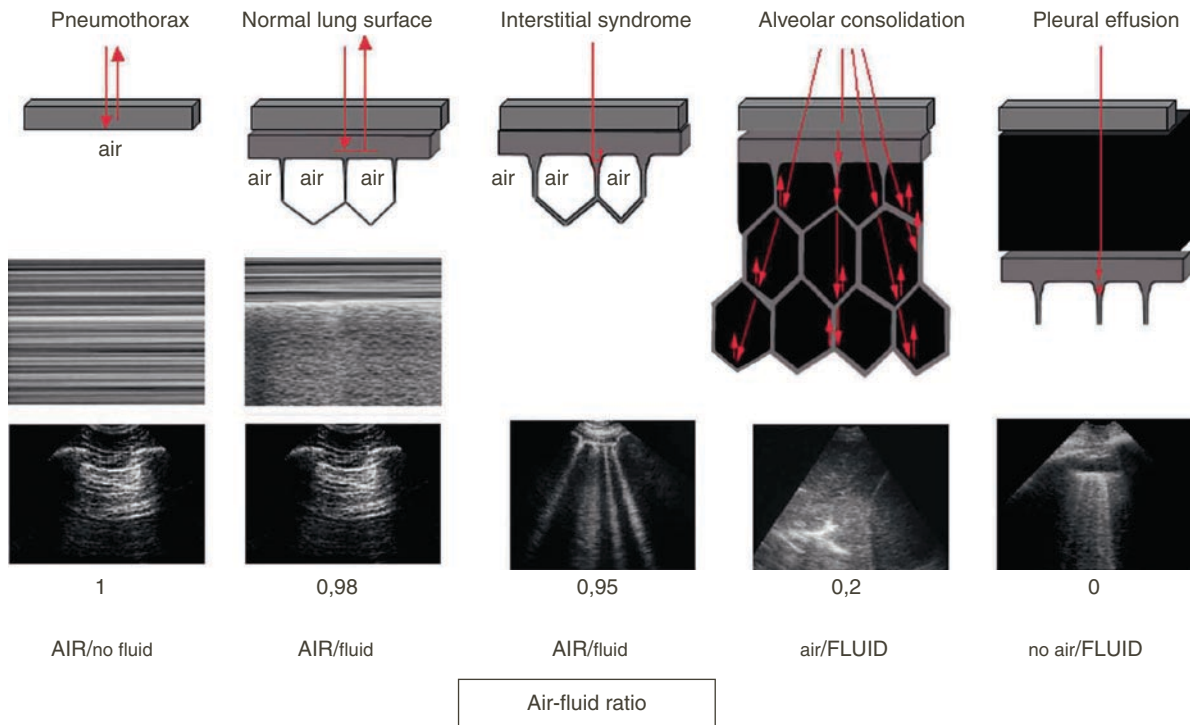 Pneumothorax Normal lung surface Interstitial syndrome Alveolar consolidation Pleural effusion
air
air air air
air air air
1 0,98 0,95 0,2 0
AIR/no fluid AIR/fluid AIR/fluid air/FLUID no air/FLUID
Air-fluid ratio